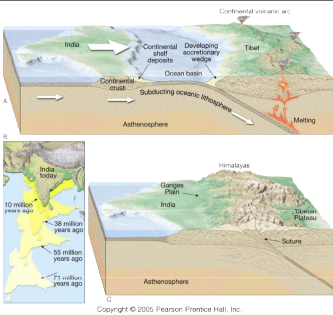 Continental volcanic arc
India
Continental
shelf
deposits
Developing
accretionary
wedge
Tibet
Ocean basin
Continental
crust
Subducting oceanic lithosphere
Melting
Asthenosphere
A
B
India
today
10 million
years ago
38 million
years ago
55 million
years ago
71 million
years ago
Himalayas
Ganges
Plain
India
Tibetan
Plateau
Suture
Asthenosphere
C
Copyright © 2005 Pearson Prentice Hall, Inc.